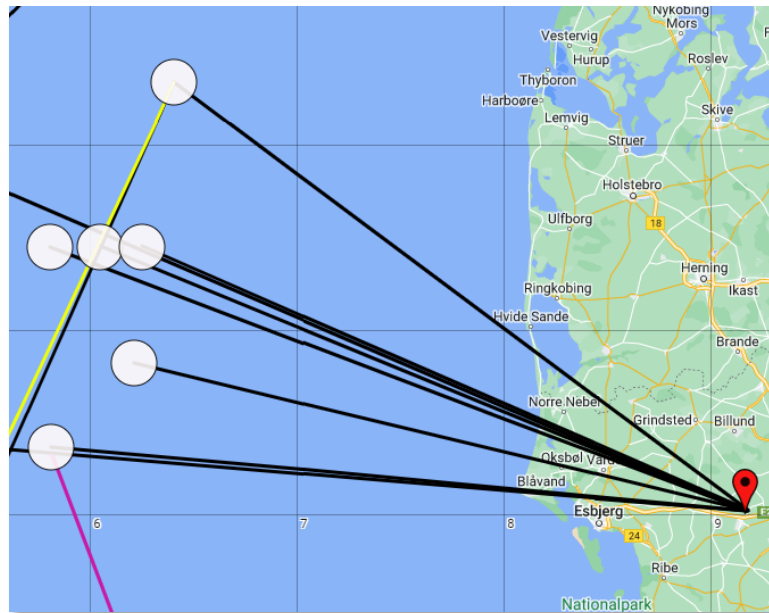 Nykøbing
Mors
Vestervig
Hurup
Roslev
Thyboron
Harboøre
Skive
Lemvig
Struer
Holstebro
Ulfborg
18
Herning
Ikast
Ringkobing
Hvide Sande
Brande
Norre Nebel
Grindsted
Billund
Oksbøl
Blåvand
Esbjerg
6
7
8
9
24
Ribe
Nationalpark